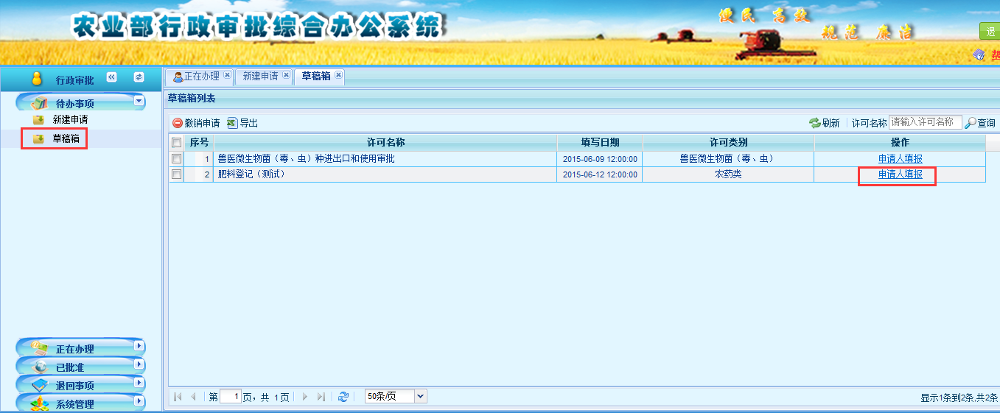 农业部行政审批综合办公系统
便民 高效
规范 廉洁
退
帮
行政审批
待办事项
新建申请
草稿箱
正在办理
已批准
退回事项
系统管理
正在办理 新建申请 草稿箱
草稿箱列表
撤销申请 导出 刷新 许可名称 请输入许可名称 查询
序号 许可名称 填写日期 许可类别 操作
1 兽医微生物菌（毒、虫）种进出口和使用审批 2015-06-09 12:00:00 兽医微生物菌（毒、虫） 申请人填报
2 肥料登记（测试） 2015-06-12 12:00:00 农药类 申请人填报
第 1 页，共 1页 50条/页 显示1条到2条,共2条